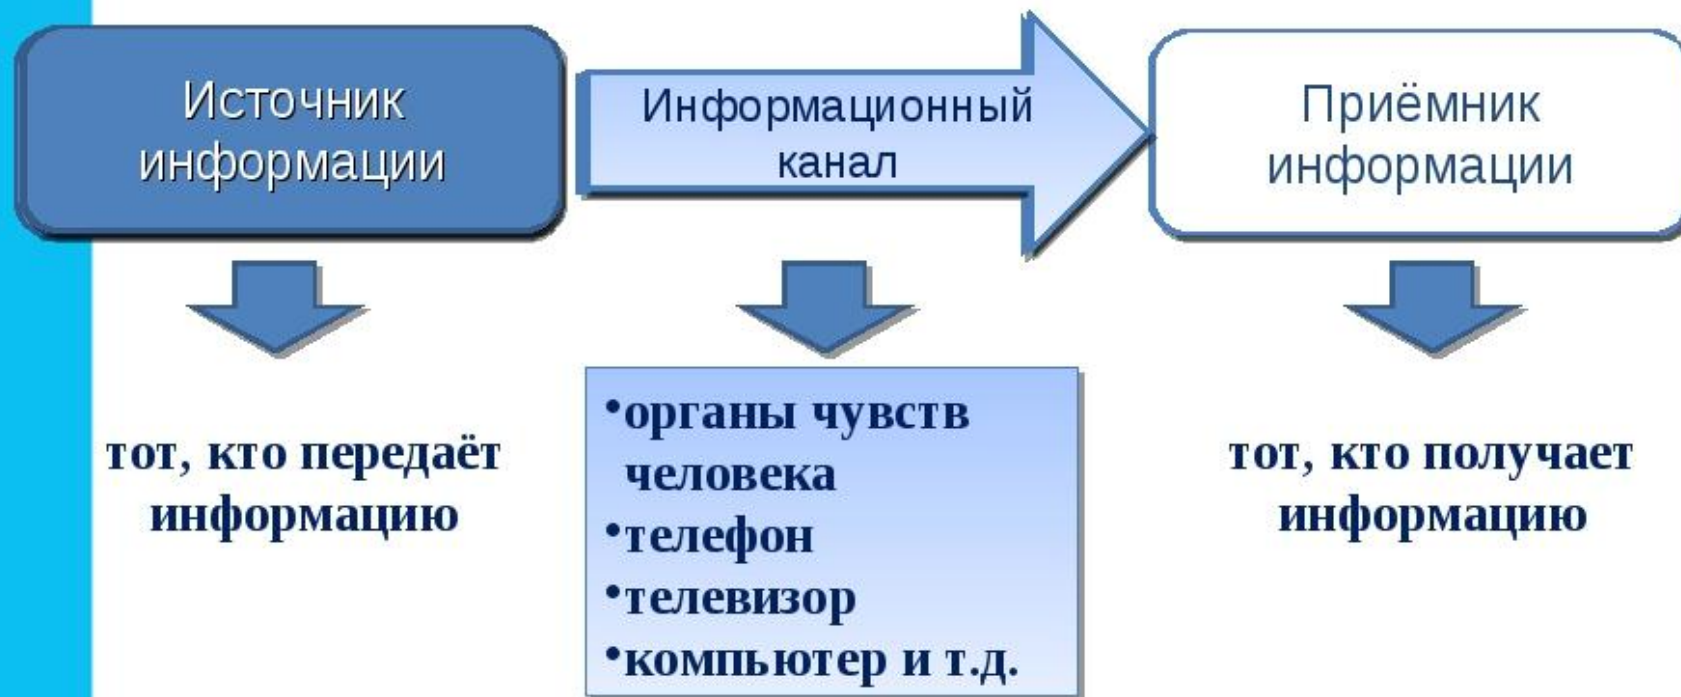 Источник
информации
Информационный
канал
Приёмник
информации
тот, кто передаёт
информацию
•органы чувств
человека
•телефон
•телевизор
•компьютер и т.д.
тот, кто получает
информацию